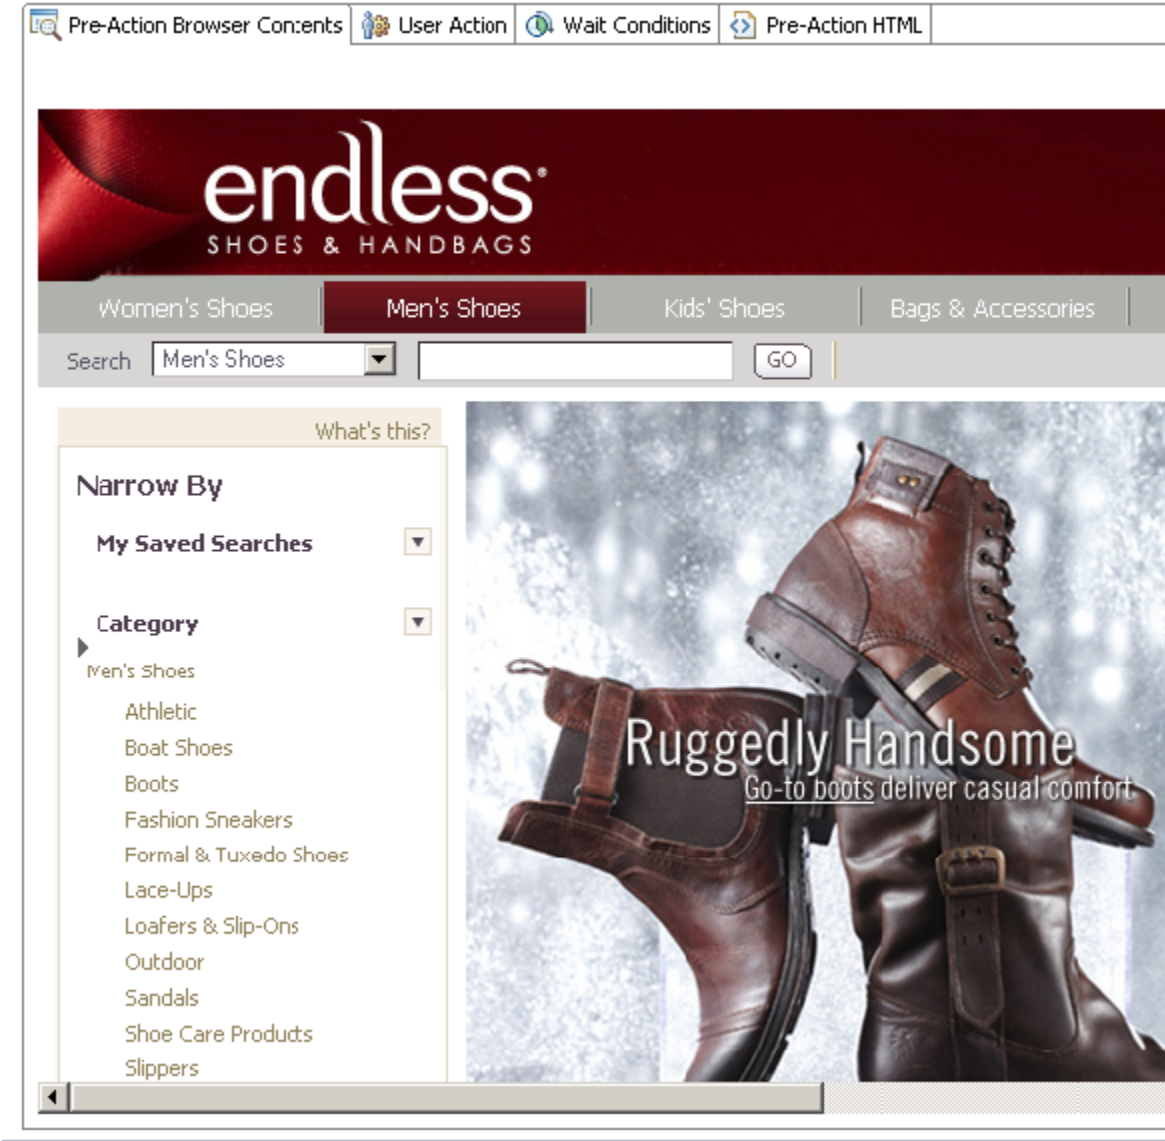 Pre-Action Browser Contents User Action Wait Conditions Pre-Action HTML
endless®
SHOES & HANDBAGS
Women's Shoes Men's Shoes Kids' Shoes Bags & Accessories
Search Men's Shoes GO
What's this?
Narrow By
My Saved Searches
Category
Men's Shoes
Athletic
Boat Shoes
Boots
Fashion Sneakers
Formal & Tuxedo Shoes
Lace-Ups
Loafers & Slip-Ons
Outdoor
Sandals
Shoe Care Products
Slippers
Ruggedly Handsome
Go-to boots deliver casual comfort.